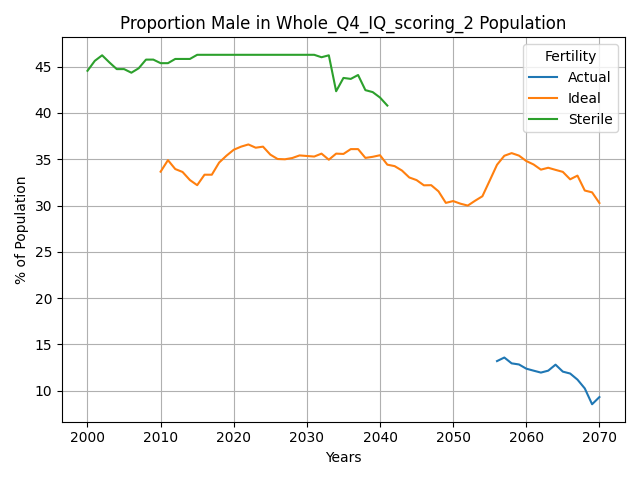 Proportion Male in Whole_Q4_IQ_scoring_2 Population
Fertility
Actual
Ideal
Sterile
% of Population
45
40
35
30
25
20
15
10
2000 2010 2020 2030 2040 2050 2060 2070
Years